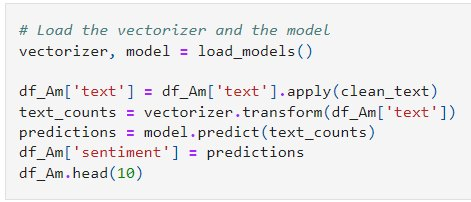 # Load the vectorizer and the model
vectorizer, model = load_models()
df_Am['text'] = df_Am['text'].apply(clean_text)
text_counts = vectorizer.transform(df_Am['text'])
predictions = model.predict(text_counts)
df_Am['sentiment'] = predictions
df_Am.head(10)